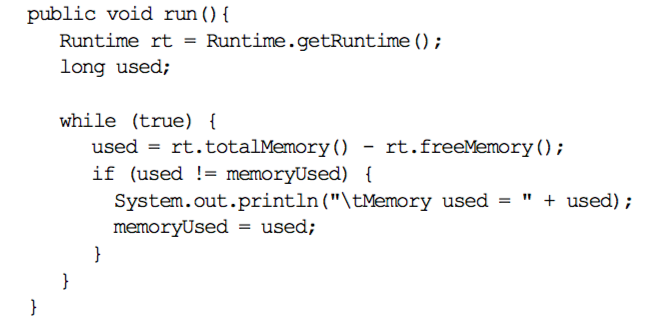 public void run(){
Runtime rt = Runtime.getRuntime();
long used;
while (true) {
used = rt.totalMemory() - rt.freeMemory();
if (used != memoryUsed) {
System.out.println("\tMemory used = " + used);
memoryUsed = used;
}
}
}